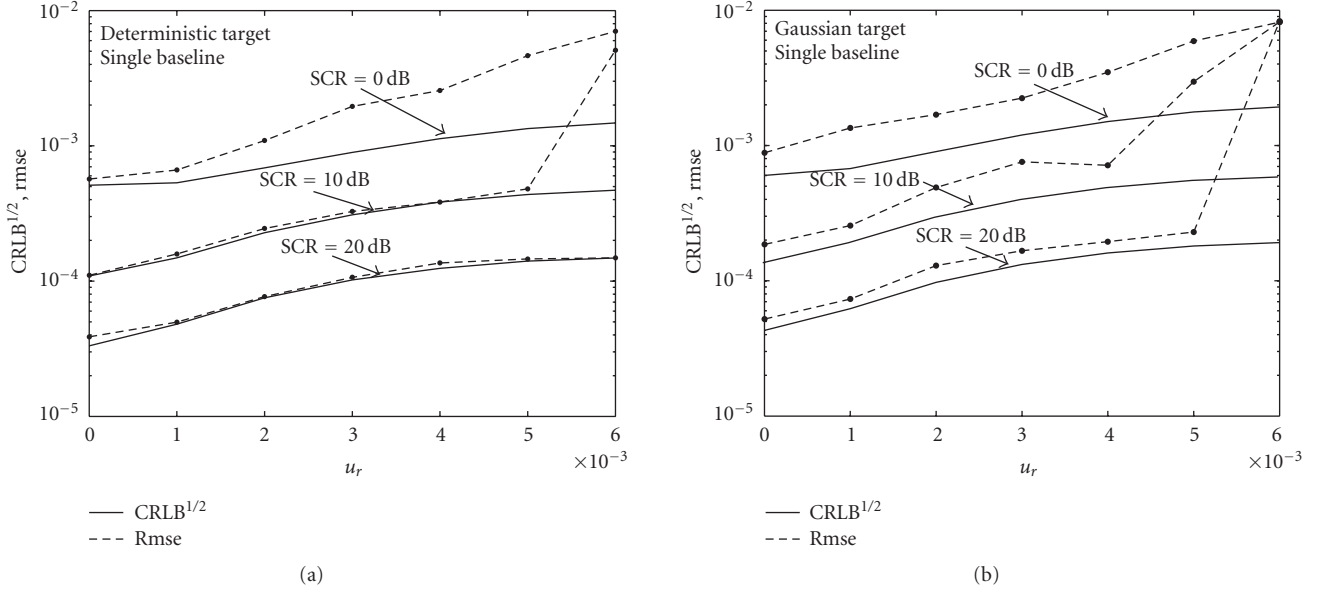 10⁻²
Deterministic target
Single baseline
SCR = 0 dB
10⁻³
SCR = 10 dB
SCR = 20 dB
10⁻⁴
10⁻⁵
CRLB^1/2, rmse
0 1 2 3 4 5 6
×10⁻³
u_r
CRLB^1/2
Rmse
(a)
10⁻²
Gaussian target
Single baseline
SCR = 0 dB
10⁻³
SCR = 10 dB
SCR = 20 dB
10⁻⁴
10⁻⁵
CRLB^1/2, rmse
0 1 2 3 4 5 6
×10⁻³
u_r
CRLB^1/2
Rmse
(b)